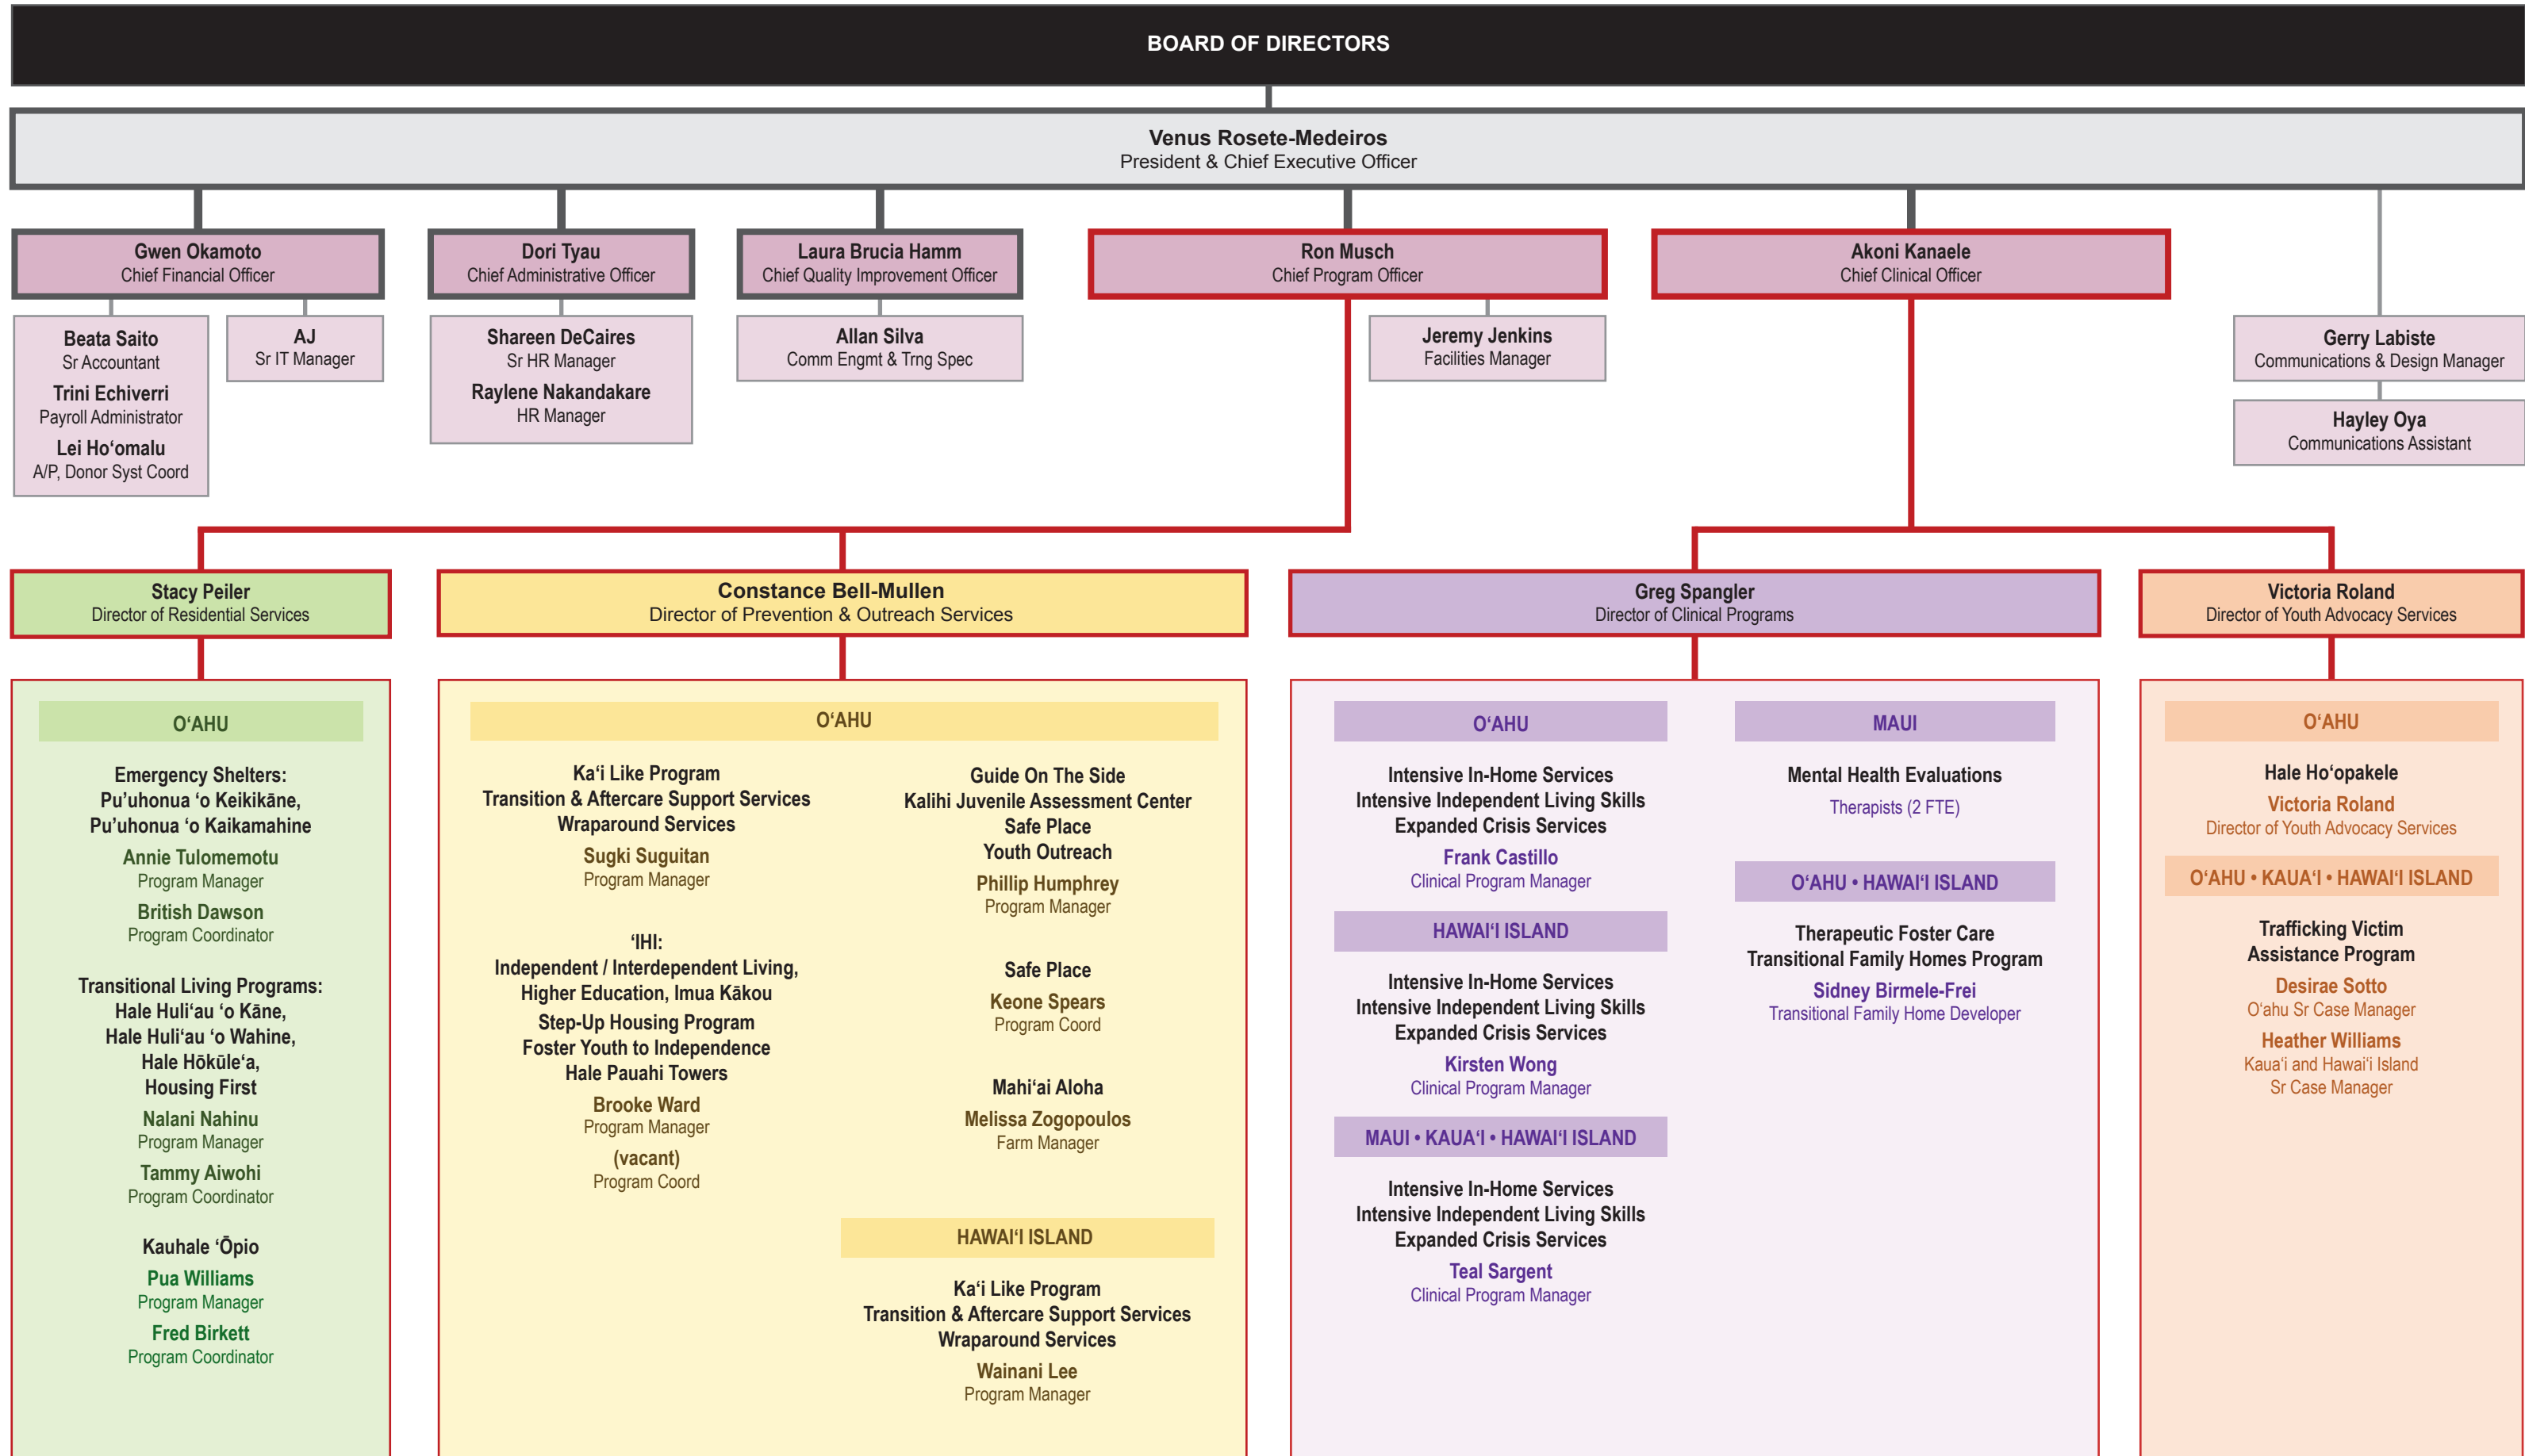 BOARD OF DIRECTORS
Venus Rosete-Medeiros
President & Chief Executive Officer
Gwen Okamoto
Chief Financial Officer
Beata Saito
Sr Accountant
Trini Echiverri
Payroll Administrator
Lei Ho‘omalu
A/P, Donor Syst Coord
AJ
Sr IT Manager
Dori Tyau
Chief Administrative Officer
Shareen DeCaires
Sr HR Manager
Raylene Nakandakare
HR Manager
Laura Brucia Hamm
Chief Quality Improvement Officer
Allan Silva
Comm Engmt & Trng Spec
Ron Musch
Chief Program Officer
Jeremy Jenkins
Facilities Manager
Akoni Kanaele
Chief Clinical Officer
Gerry Labiste
Communications & Design Manager
Hayley Oya
Communications Assistant
Stacy Peiler
Director of Residential Services
O‘AHU
Emergency Shelters:
Pu’uhonua ‘o Keikikāne,
Pu’uhonua ‘o Kaikamahine
Annie Tulomemotu
Program Manager
British Dawson
Program Coordinator
Transitional Living Programs:
Hale Huli‘au ‘o Kāne,
Hale Huli‘au ‘o Wahine,
Hale Hōkūle‘a,
Housing First
Nalani Nahinu
Program Manager
Tammy Aiwohi
Program Coordinator
Kauhale ‘Ōpio
Pua Williams
Program Manager
Fred Birkett
Program Coordinator
Constance Bell-Mullen
Director of Prevention & Outreach Services
O‘AHU
Ka‘i Like Program
Transition & Aftercare Support Services
Wraparound Services
Sugki Suguitan
Program Manager
‘IHI:
Independent / Interdependent Living,
Higher Education, Imua Kākou
Step-Up Housing Program
Foster Youth to Independence
Hale Pauahi Towers
Brooke Ward
Program Manager
(vacant)
Program Coord
Guide On The Side
Kalihi Juvenile Assessment Center
Safe Place
Youth Outreach
Phillip Humphrey
Program Manager
Safe Place
Keone Spears
Program Coord
Mahi‘ai Aloha
Melissa Zogopoulos
Farm Manager
HAWAI‘I ISLAND
Ka‘i Like Program
Transition & Aftercare Support Services
Wraparound Services
Wainani Lee
Program Manager
Greg Spangler
Director of Clinical Programs
O‘AHU
Intensive In-Home Services
Intensive Independent Living Skills
Expanded Crisis Services
Frank Castillo
Clinical Program Manager
HAWAI‘I ISLAND
Intensive In-Home Services
Intensive Independent Living Skills
Expanded Crisis Services
Kirsten Wong
Clinical Program Manager
MAUI • KAUA‘I • HAWAI‘I ISLAND
Intensive In-Home Services
Intensive Independent Living Skills
Expanded Crisis Services
Teal Sargent
Clinical Program Manager
MAUI
Mental Health Evaluations
Therapists (2 FTE)
O‘AHU • HAWAI‘I ISLAND
Therapeutic Foster Care
Transitional Family Homes Program
Sidney Birmele-Frei
Transitional Family Home Developer
Victoria Roland
Director of Youth Advocacy Services
O‘AHU
Hale Ho‘opakele
Victoria Roland
Director of Youth Advocacy Services
O‘AHU • KAUA‘I • HAWAI‘I ISLAND
Trafficking Victim
Assistance Program
Desirae Sotto
O‘ahu Sr Case Manager
Heather Williams
Kaua‘i and Hawai‘i Island
Sr Case Manager